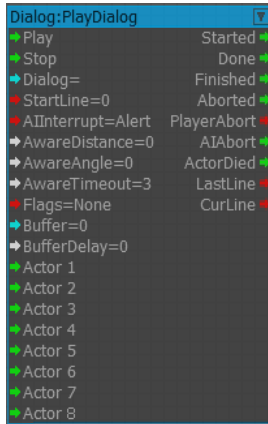 Dialog:PlayDialog
Play Started
Stop Done
Dialog= Finished
StartLine=0 Aborted
AIInterrupt=Alert PlayerAbort
AwareDistance=0 AIAbort
AwareAngle=0 ActorDied
AwareTimeout=3 LastLine
Flags=None CurLine
Buffer=0
BufferDelay=0
Actor 1
Actor 2
Actor 3
Actor 4
Actor 5
Actor 6
Actor 7
Actor 8